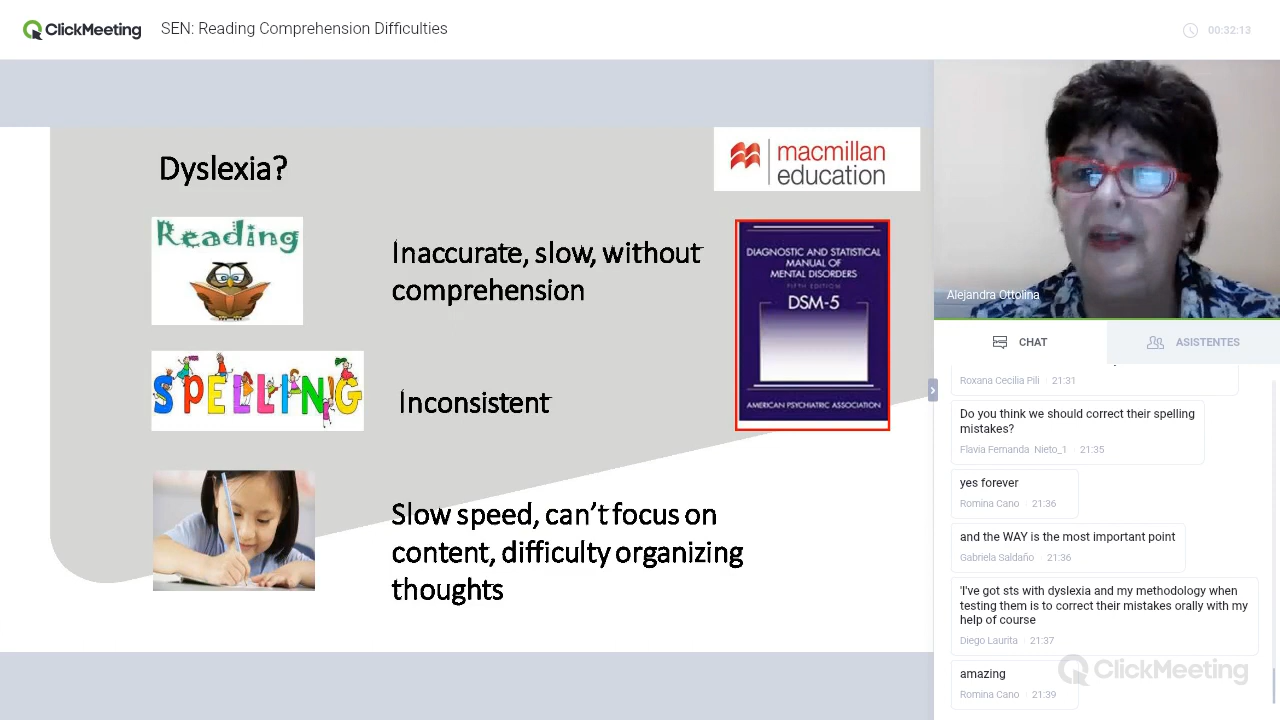 ClickMeeting
SEN: Reading Comprehension Difficulties
00:32:13
Dyslexia?
macmillan
education
Reading
Inaccurate, slow, without
comprehension
DIAGNOSTIC AND STATISTICAL
MANUAL OF
MENTAL DISORDERS
FIFTH EDITION
DSM-5
AMERICAN PSYCHIATRIC ASSOCIATION
SPELLING
Inconsistent
Slow speed, can't focus on
content, difficulty organizing
thoughts
Alejandra Ottolina
CHAT
ASISTENTES
Roxana Cecilia Pili 21:31
Do you think we should correct their spelling
mistakes?
Flavia Fernanda Nieto_1 21:35
yes forever
Romina Cano 21:36
and the WAY is the most important point
Gabriela Saldaño 21:36
'I've got sts with dyslexia and my methodology when
testing them is to correct their mistakes orally with my
help of course
Diego Laurita 21:37
amazing
Romina Cano 21:39
ClickMeeting